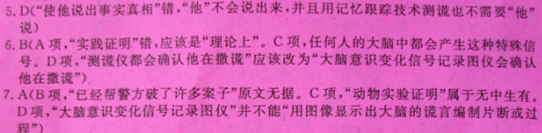 5. D(“使他说出事实真相”错,“他”不会说出来,并且用记忆跟踪技术测谎也不需要“他”
说)
6. B(A项,“实践证明”错,应该是“理论上”。C项,任何人的大脑中都会产生这种特殊信
号。D项,“测谎仪都会确认他在撒谎”应该改为“大脑意识变化信号记录图仪会确认
他在撒谎”)
7. A(B项,“已经帮警方破了许多案子”原文无据。C项,“动物实验证明”属于无中生有。
D项,“大脑意识变化信号记录图仪”并不能“用图像显示出大脑的谎言编制片断或过
程”)